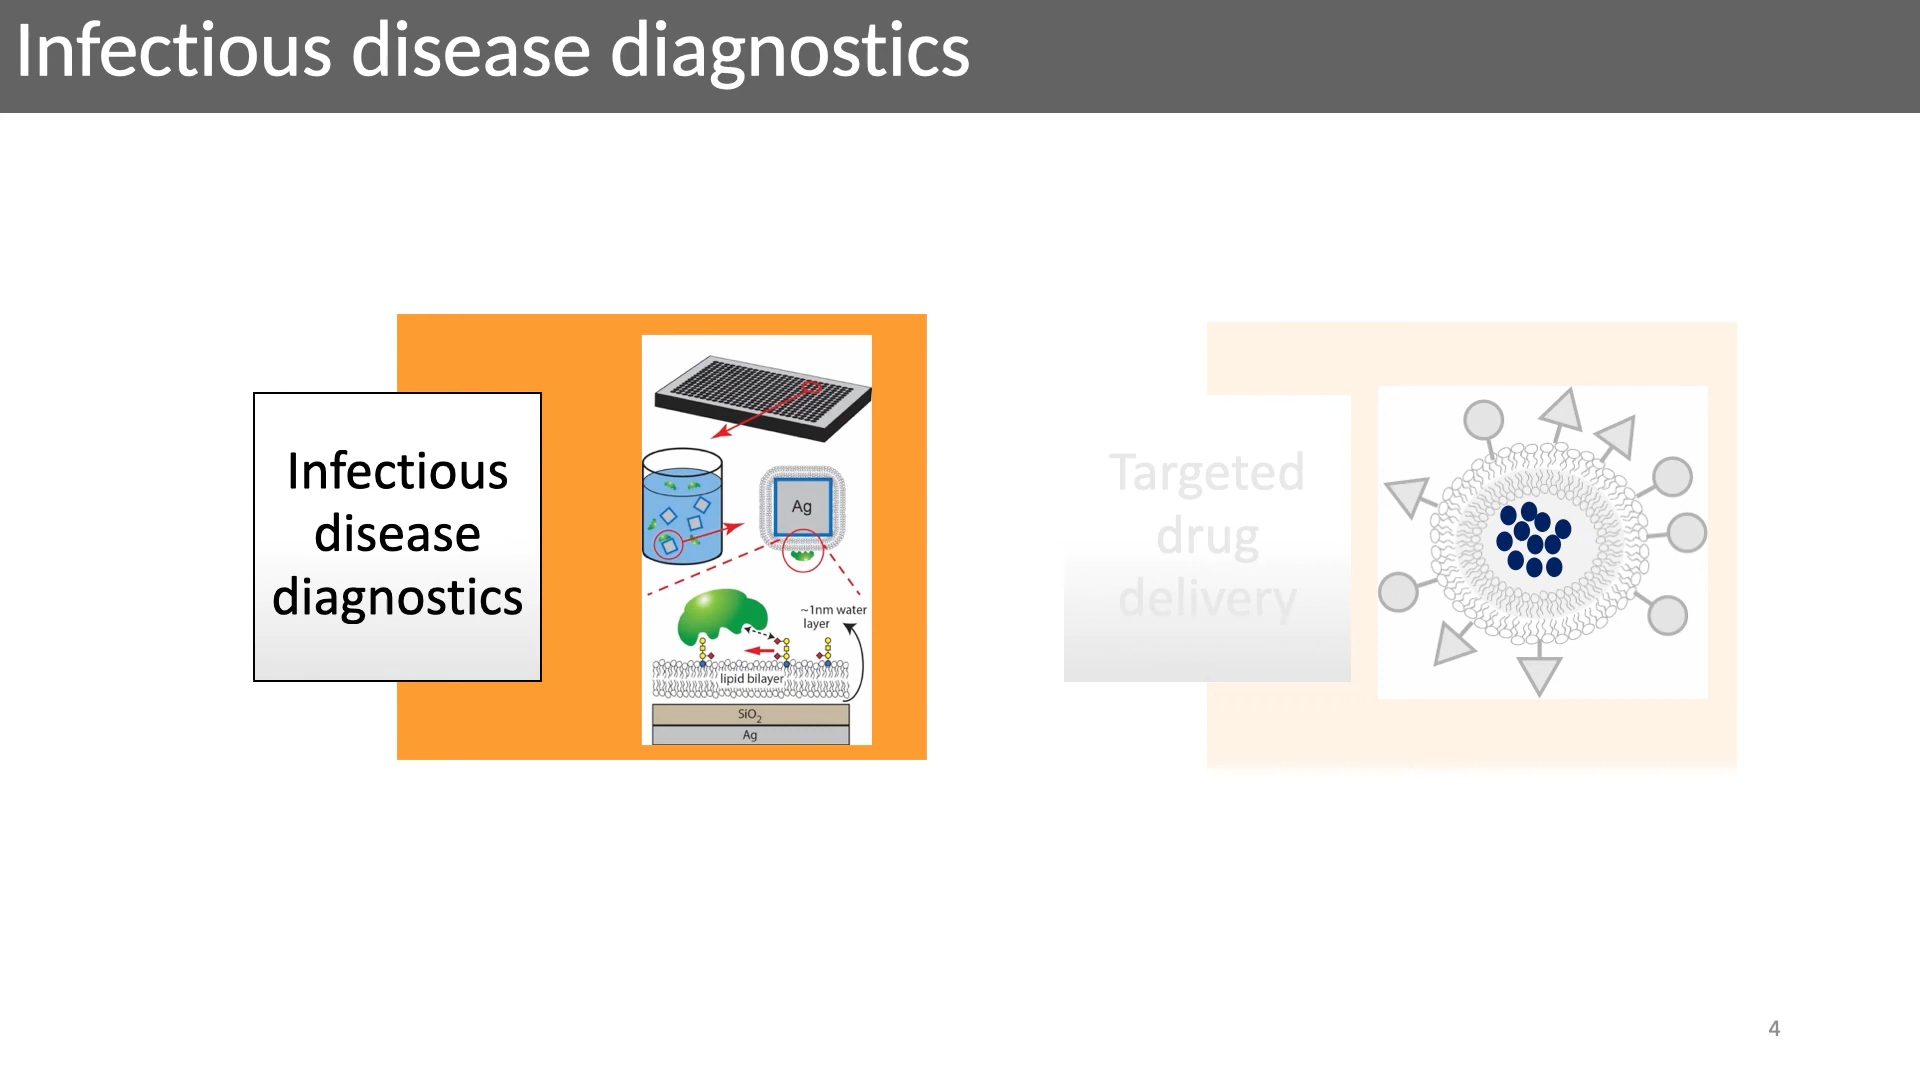 Infectious disease diagnostics
Infectious
disease
diagnostics
Ag
~1nm water
layer
lipid bilayer
SiO₂
Ag
Targeted
drug
delivery
4